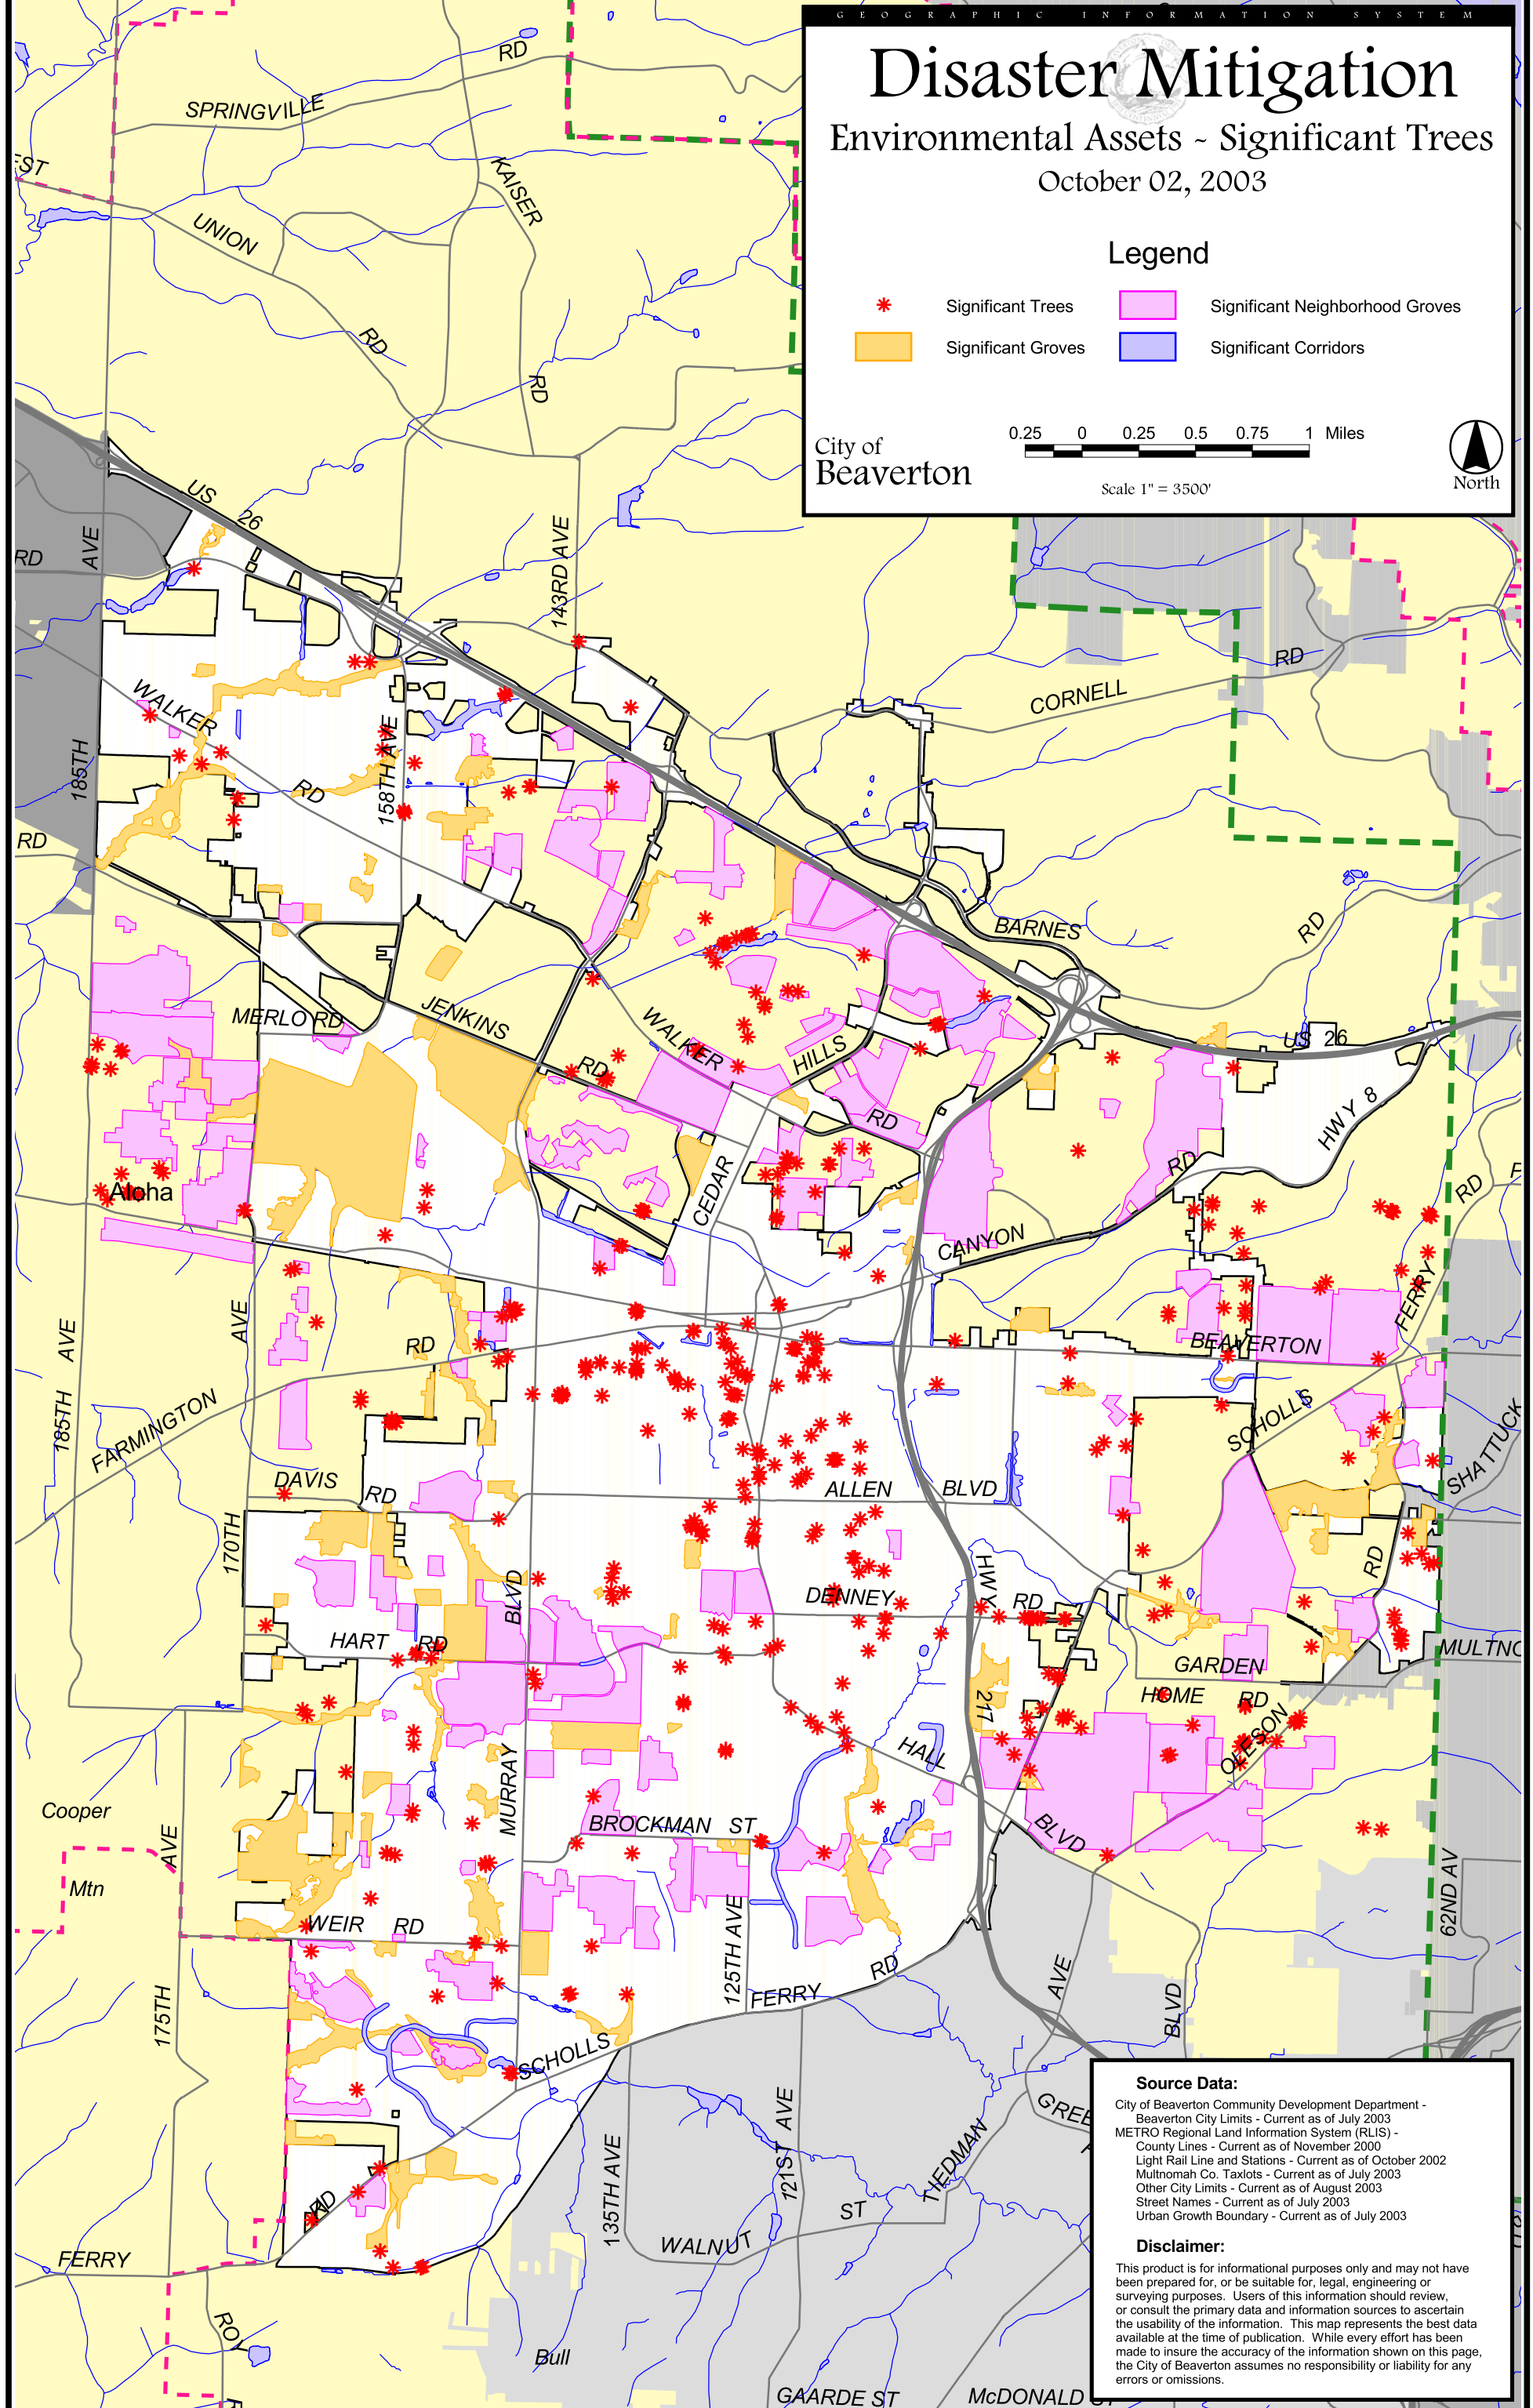 GEOGRAPHIC INFORMATION SYSTEM
Disaster Mitigation
Environmental Assets ~ Significant Trees
October 02, 2003
Legend
Significant Trees
Significant Neighborhood Groves
Significant Groves
Significant Corridors
0.25 0 0.25 0.5 0.75 1 Miles
City of
Beaverton
Scale 1" = 3500'
North
RD
SPRINGVILLE
EST
KAISER
UNION
RD
RD
US 26
RD
AVE
143RD AVE
RD
CORNELL
WALKER
185TH
158TH AVE
RD
RD
BARNES
RD
MERLO RD
JENKINS
WALKER
HILLS
US 26
RD
RD
HWY 8
RD
Aloha
CEDAR
RD
CANYON
FERRY
AVE
AVE
RD
BEAVERTON
185TH
FARMINGTON
SCHOLLS
SHATTUCK
DAVIS
RD
ALLEN
BLVD
170TH
BLVD
DENNEY
HWY
RD
RD
HART
RD
MULTNO
GARDEN
HOME
RD
217
OLESON
HALL
MURRAY
Cooper
BROCKMAN ST
BLVD
AVE
Mtn
62ND AV
WEIR RD
125TH AVE
RD
FERRY
AVE
BLVD
175TH
SCHOLLS
GREE
135TH AVE
121ST AVE
TIEDMAN
RD
ST
WALNUT
FERRY
ROY
Bull
GAARDE ST
McDONALD ST
Source Data:
City of Beaverton Community Development Department -
Beaverton City Limits - Current as of July 2003
METRO Regional Land Information System (RLIS) -
County Lines - Current as of November 2000
Light Rail Line and Stations - Current as of October 2002
Multnomah Co. Taxlots - Current as of July 2003
Other City Limits - Current as of August 2003
Street Names - Current as of July 2003
Urban Growth Boundary - Current as of July 2003
Disclaimer:
This product is for informational purposes only and may not have
been prepared for, or be suitable for, legal, engineering or
surveying purposes. Users of this information should review,
or consult the primary data and information sources to ascertain
the usability of the information. This map represents the best data
available at the time of publication. While every effort has been
made to insure the accuracy of the information shown on this page,
the City of Beaverton assumes no responsibility or liability for any
errors or omissions.